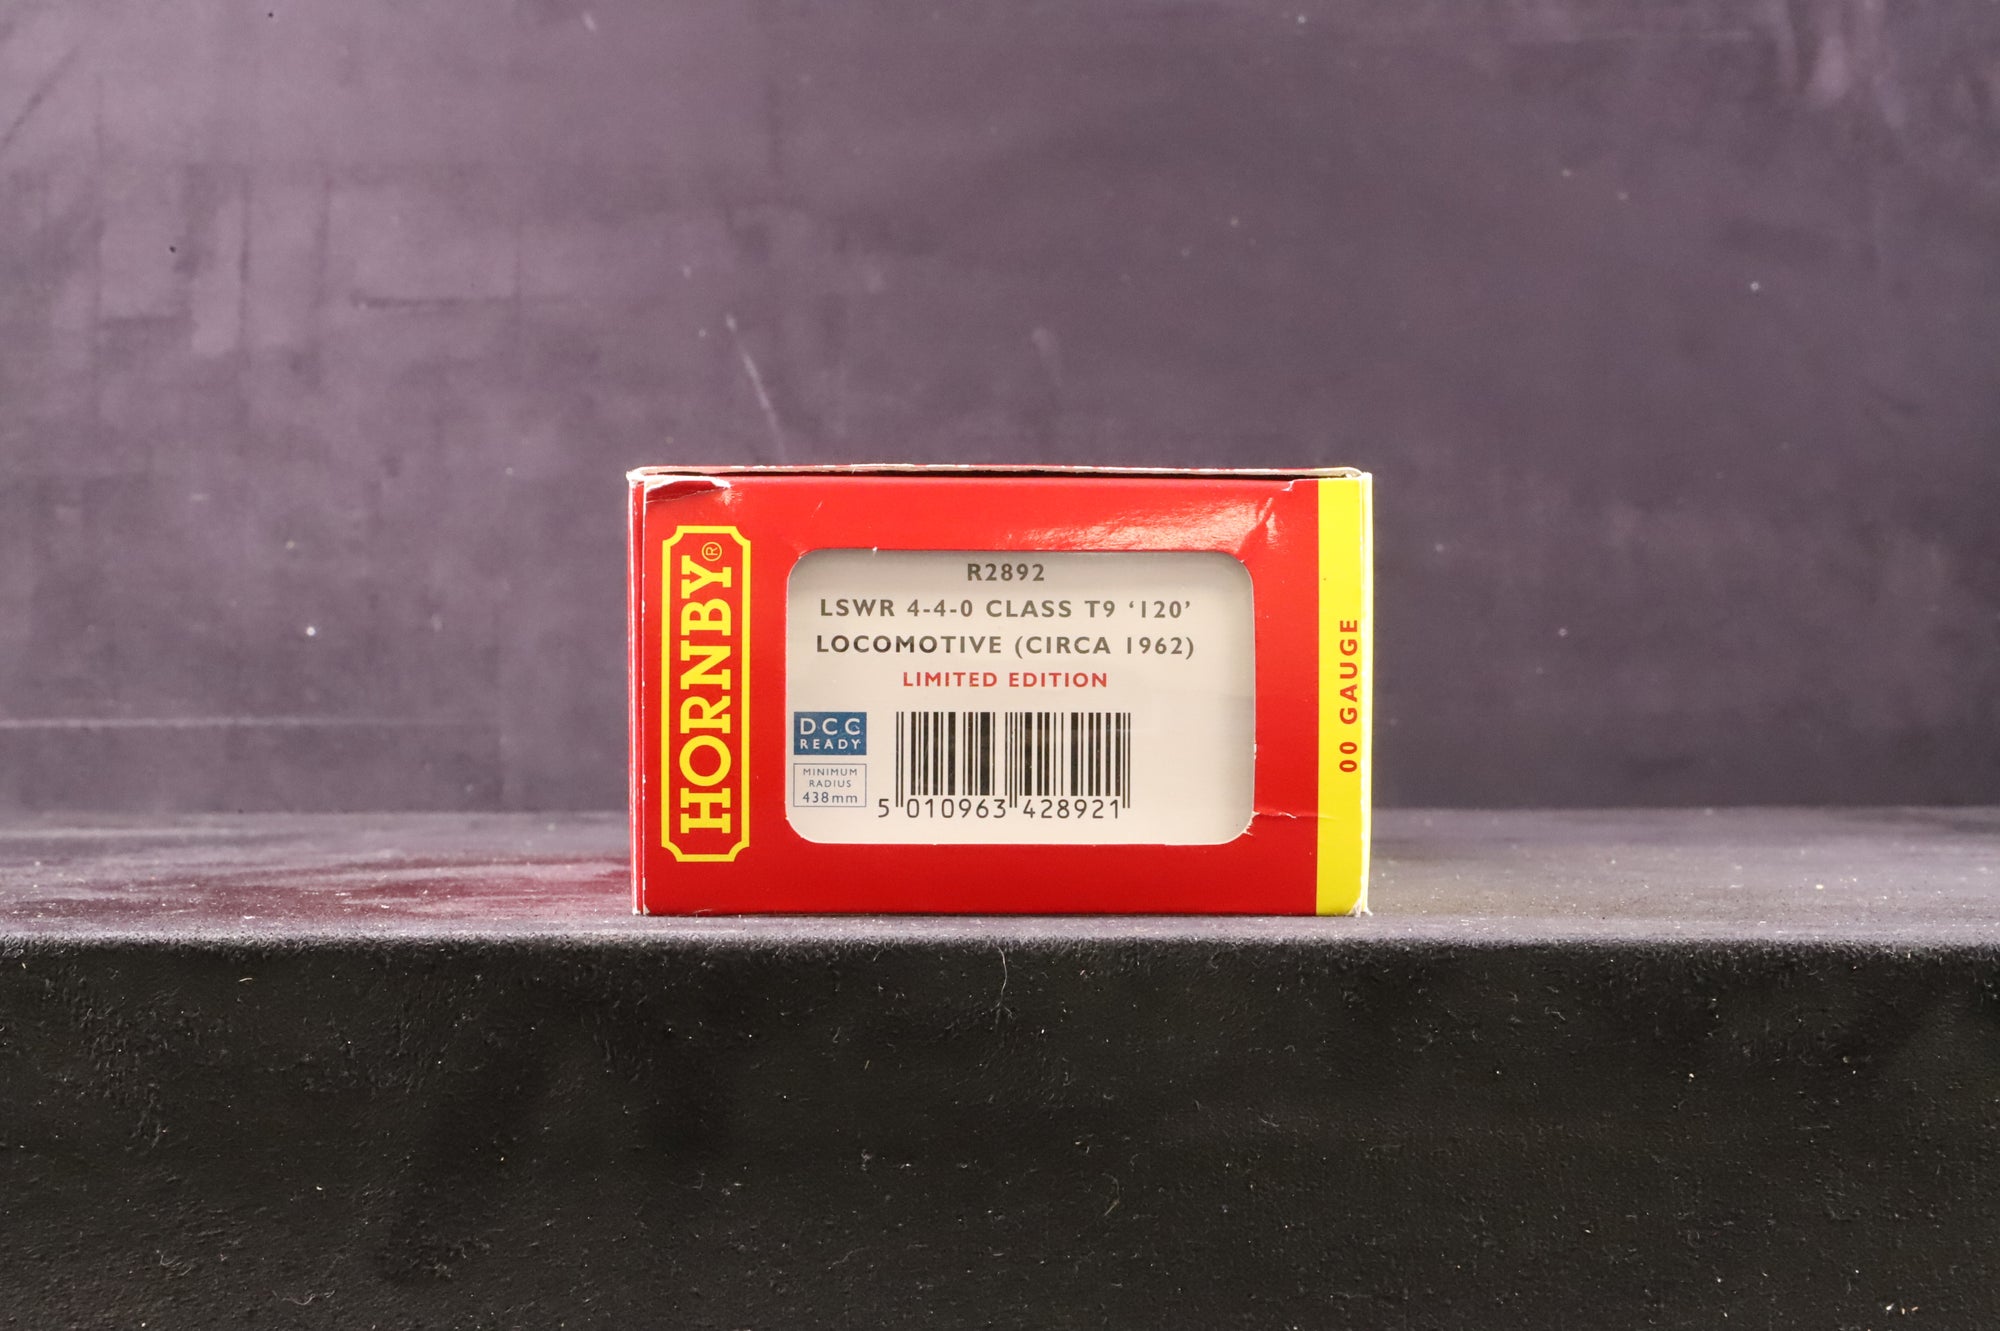 HORNBY®
R2892
LSWR 4-4-0 CLASS T9 ‘120’
LOCOMOTIVE (CIRCA 1962)
LIMITED EDITION
DCC
READY
MINIMUM
RADIUS
438mm
5 010963 428921
00 GAUGE